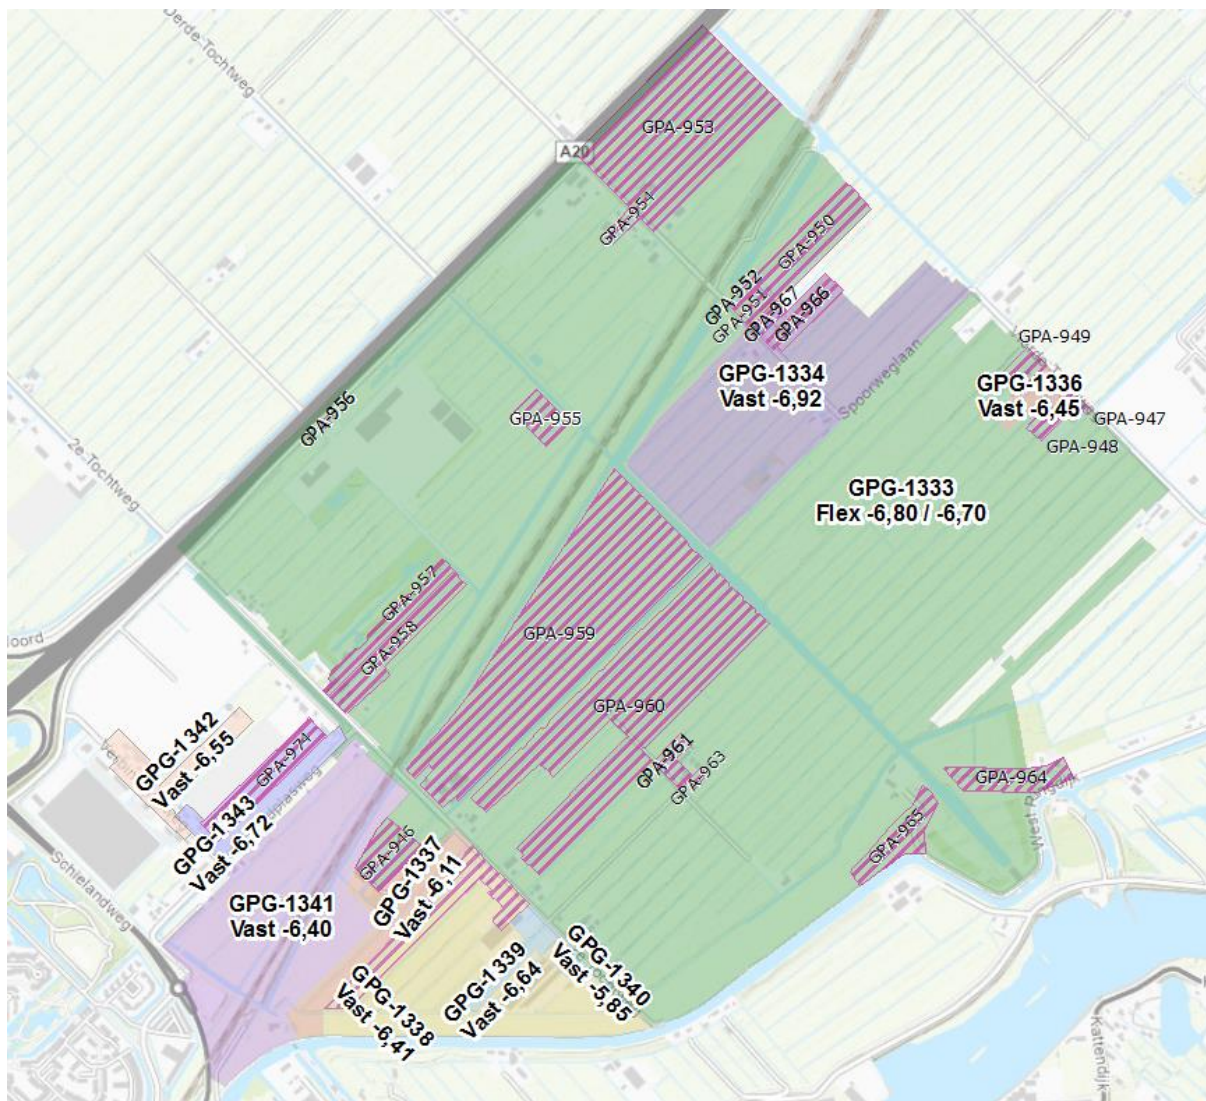 Derde Tochtweg
GPA-953
A20
GPA-954
GPA-950
GPA-952
GPA-951
GPA-967
GPA-966
GPA-949
GPG-1334
Vast -6,92
Spoorweglaan
GPG-1336
Vast -6,45
GPA-947
GPA-948
GPA-956
GPA-955
2e Tochtweg
GPG-1333
Flex -6,80 / -6,70
GPA-957
GPA-958
GPA-959
GPA-960
GPA-961
GPA-963
GPA-964
GPA-965
GPG-1342
Vast -6,55
GPA-974
GPG-1343
Vast -6,72
Schielandweg
GPA-946
GPG-1337
Vast -6,11
GPG-1341
Vast -6,40
GPG-1338
Vast -6,41
GPG-1339
Vast -6,64
GPG-1340
Vast -5,85
West Ringdijk
Kattendijk